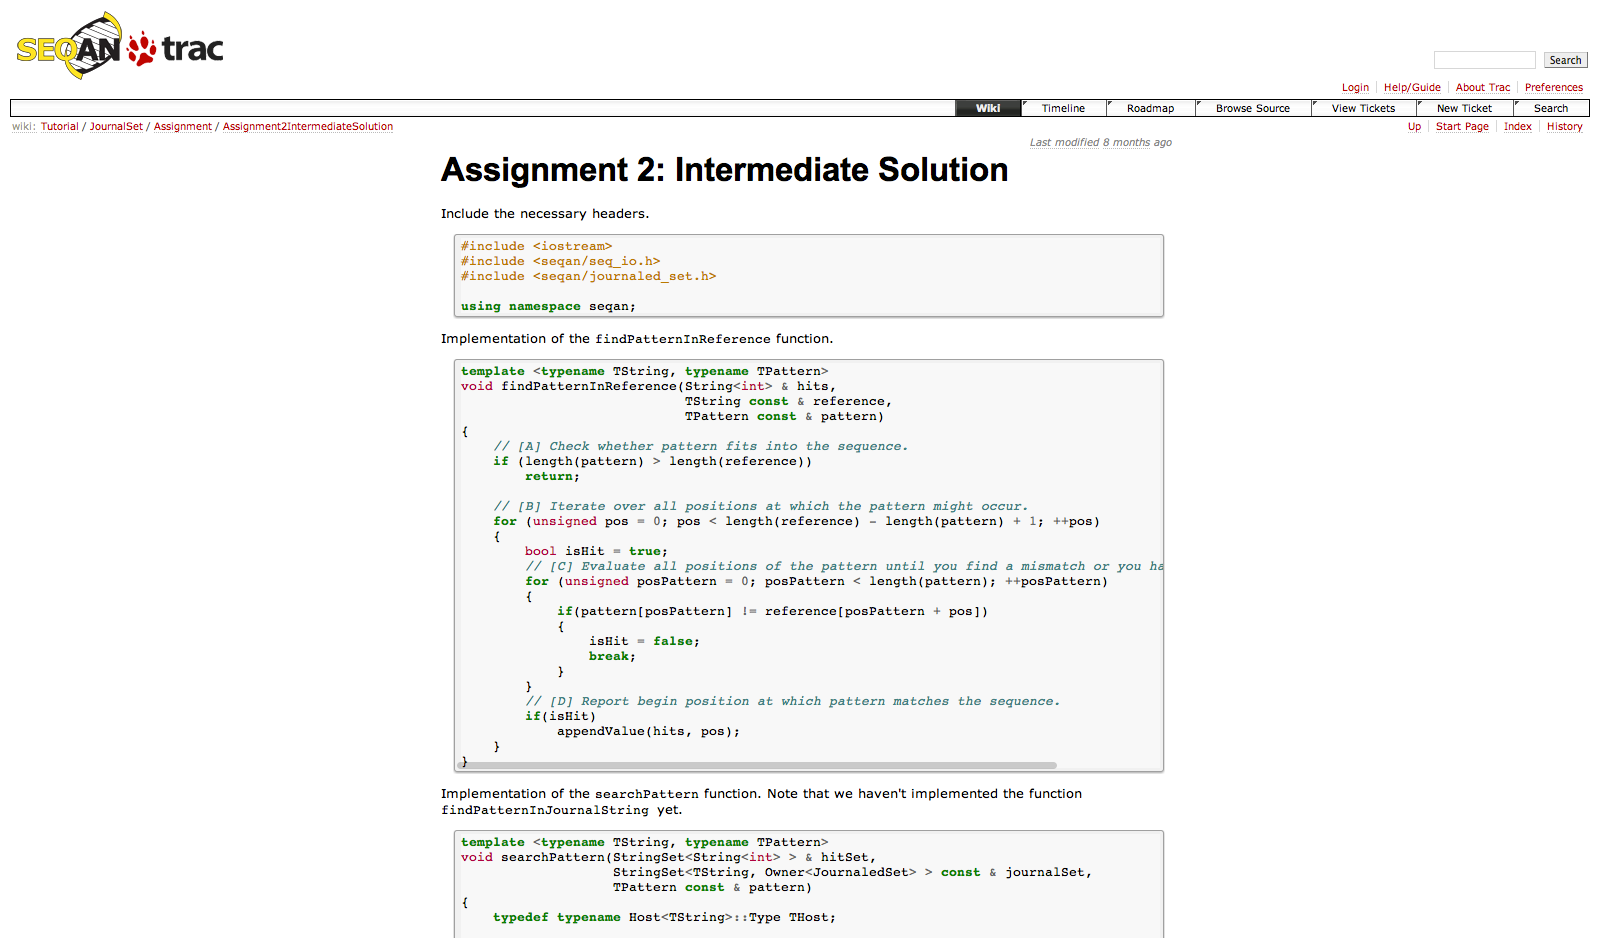 SEQAN trac
Search
Login Help/Guide About Trac Preferences
Wiki Timeline Roadmap Browse Source View Tickets New Ticket Search
wiki: Tutorial / JournalSet / Assignment / Assignment2IntermediateSolution
Up Start Page Index History
Last modified 8 months ago
Assignment 2: Intermediate Solution
Include the necessary headers.
#include <iostream>
#include <seqan/seq_io.h>
#include <seqan/journaled_set.h>
using namespace seqan;
Implementation of the findPatternInReference function.
template <typename TString, typename TPattern>
void findPatternInReference(String<int> & hits,
TString const & reference,
TPattern const & pattern)
{
// [A] Check whether pattern fits into the sequence.
if (length(pattern) > length(reference))
return;
// [B] Iterate over all positions at which the pattern might occur.
for (unsigned pos = 0; pos < length(reference) - length(pattern) + 1; ++pos)
{
bool isHit = true;
// [C] Evaluate all positions of the pattern until you find a mismatch or you ha
for (unsigned posPattern = 0; posPattern < length(pattern); ++posPattern)
{
if(pattern[posPattern] != reference[posPattern + pos])
{
isHit = false;
break;
}
}
// [D] Report begin position at which pattern matches the sequence.
if(isHit)
appendValue(hits, pos);
}
}
Implementation of the searchPattern function. Note that we haven't implemented the function
findPatternInJournalString yet.
template <typename TString, typename TPattern>
void searchPattern(StringSet<String<int> > & hitSet,
StringSet<TString, Owner<JournaledSet> > const & journalSet,
TPattern const & pattern)
{
typedef typename Host<TString>::Type THost;